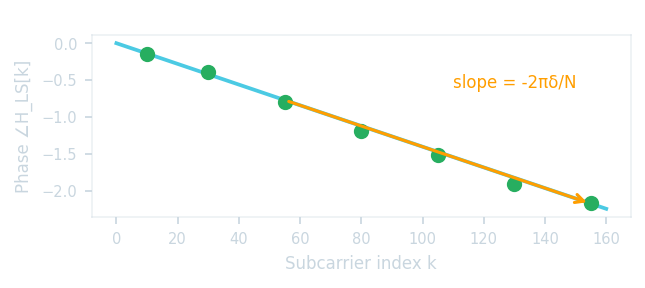 0.0
−0.5
−1.0
−1.5
−2.0
Phase ∠H_LS[k]
slope = -2πδ/N
0 20 40 60 80 100 120 140 160
Subcarrier index k